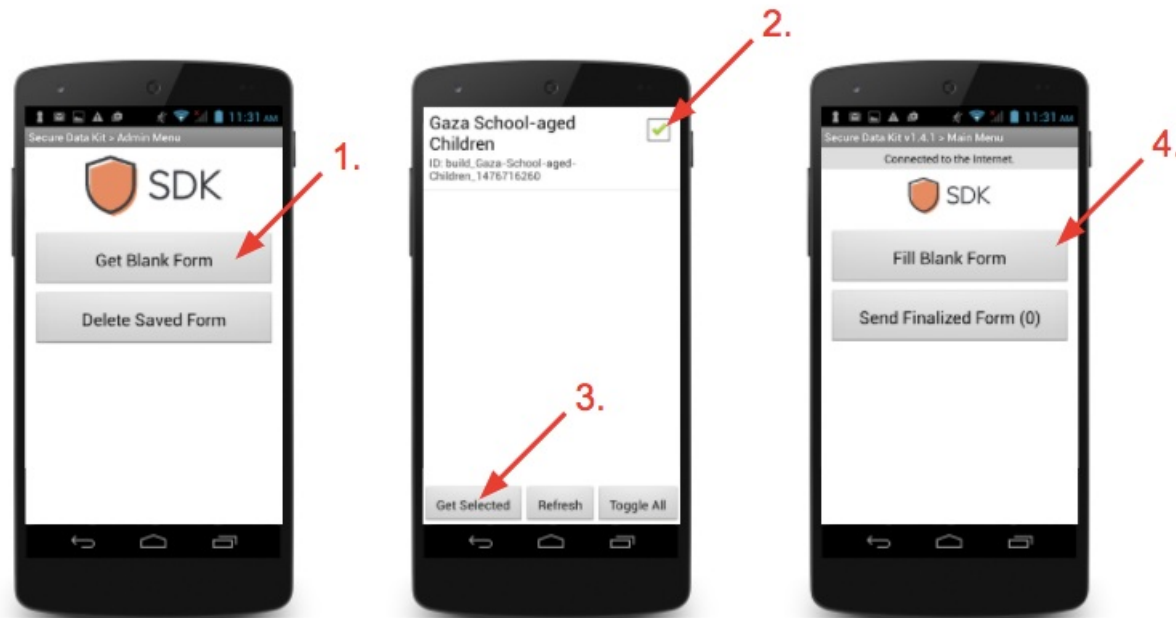 1.
2.
3.
4.
11:31 AM
Secure Data Kit > Admin Menu
SDK
Get Blank Form
Delete Saved Form
Gaza School-aged
Children
ID: build_Gaza-School-aged-
Children_1476716260
Get Selected
Refresh
Toggle All
11:31 AM
Secure Data Kit v1.4.1 > Main Menu
Connected to the Internet.
SDK
Fill Blank Form
Send Finalized Form (0)